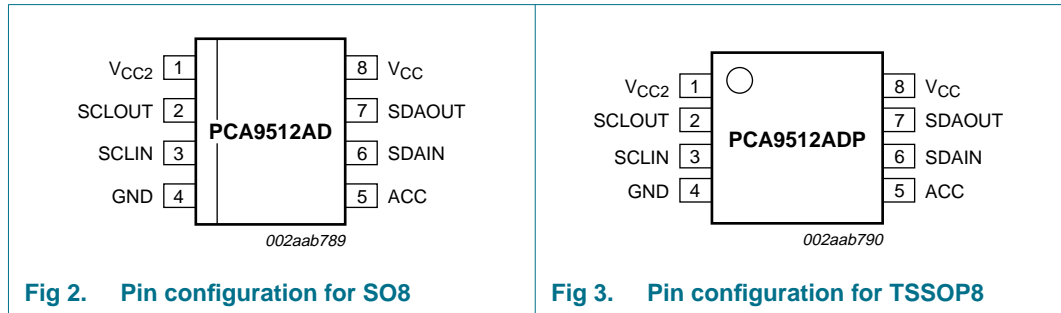 VCC2 1 8 VCC
SCLOUT 2 7 SDAOUT
PCA9512AD
SCLIN 3 6 SDAIN
GND 4 5 ACC
002aab789
Fig 2. Pin configuration for SO8
VCC2 1 8 VCC
SCLOUT 2 7 SDAOUT
PCA9512ADP
SCLIN 3 6 SDAIN
GND 4 5 ACC
002aab790
Fig 3. Pin configuration for TSSOP8